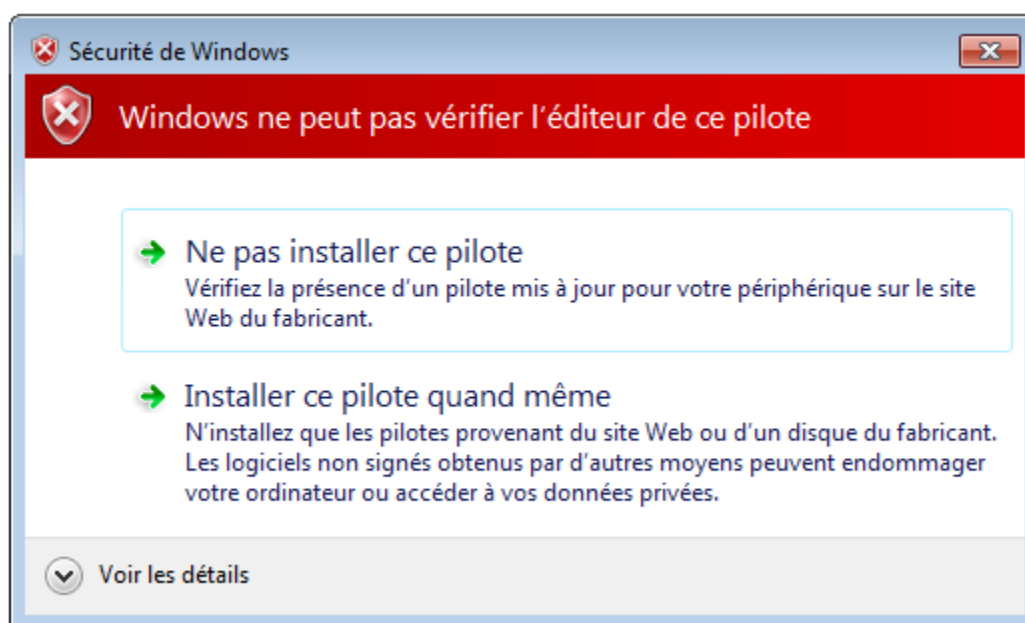 Sécurité de Windows
Windows ne peut pas vérifier l’éditeur de ce pilote
Ne pas installer ce pilote
Vérifiez la présence d’un pilote mis à jour pour votre périphérique sur le site
Web du fabricant.
Installer ce pilote quand même
N’installez que les pilotes provenant du site Web ou d’un disque du fabricant.
Les logiciels non signés obtenus par d’autres moyens peuvent endommager
votre ordinateur ou accéder à vos données privées.
Voir les détails